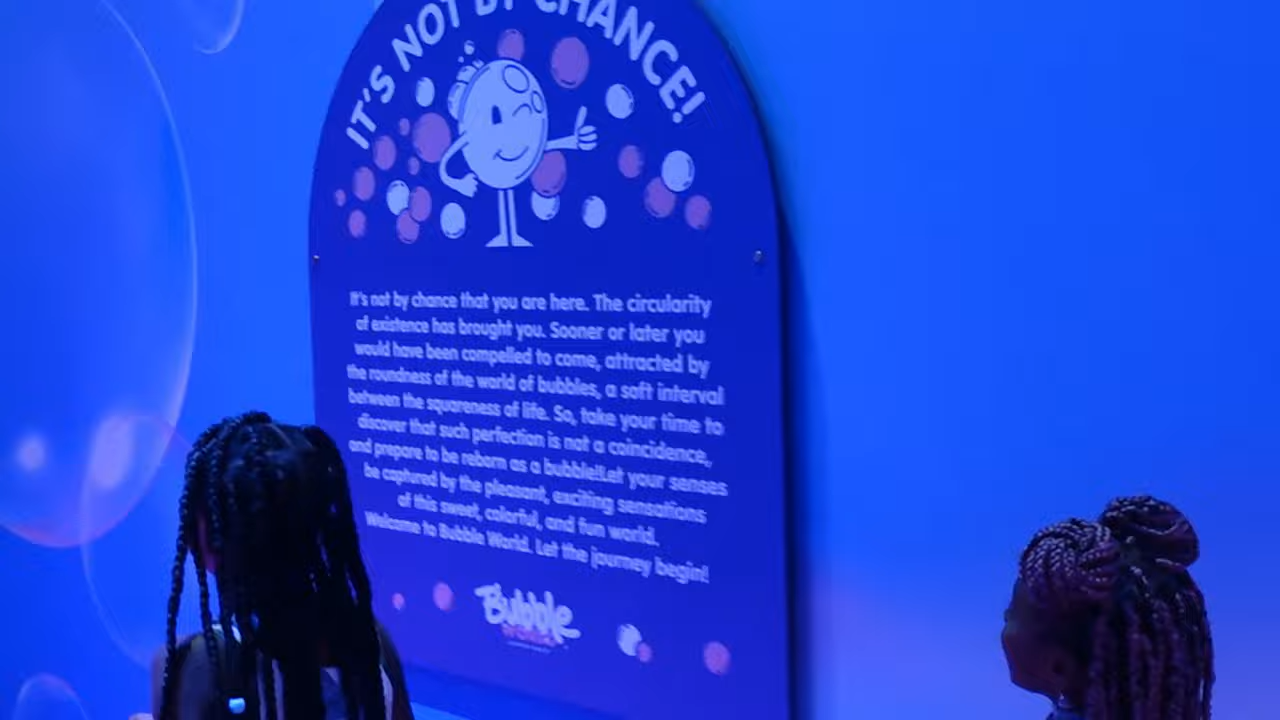 IT'S NOT BY CHANCE!
It's not by chance that you are here. The circularity
of existence has brought you. Sooner or later you
would have been compelled to come, attracted by
the roundness of the world of bubbles, a soft interval
between the squareness of life. So, take your time to
discover that such perfection is not a coincidence,
and prepare to be reborn as a bubble!Let your senses
be captured by the pleasant, exciting sensations
of this sweet, colorful, and fun world.
Welcome to Bubble World. Let the journey begin!
Bubble